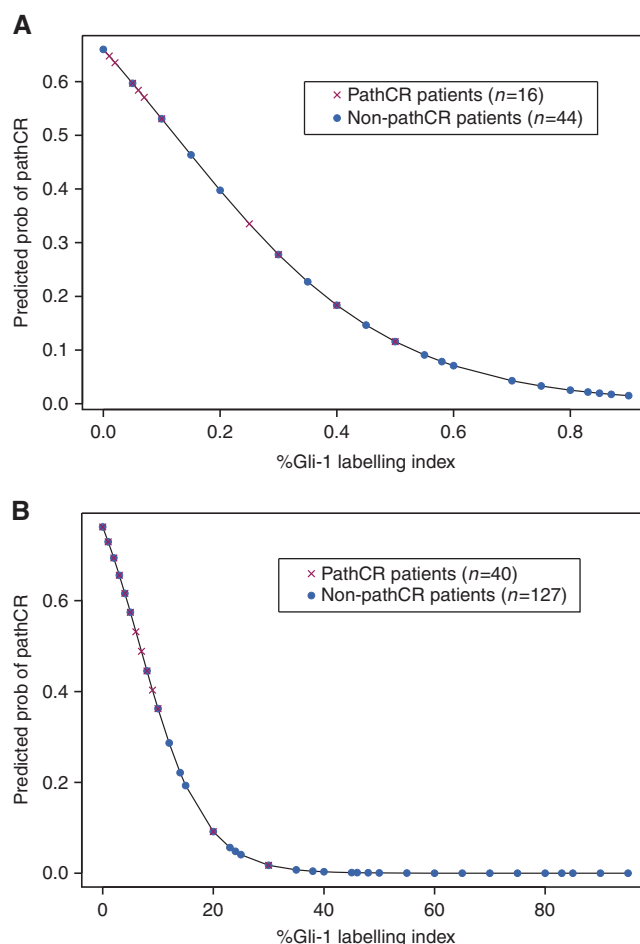 A
0.6
0.5
0.4
0.3
0.2
0.1
0.0
Predicted prob of pathCR
× PathCR patients (n=16)
● Non-pathCR patients (n=44)
0.0 0.2 0.4 0.6 0.8
%Gli-1 labelling index
B
0.6
0.4
0.2
0.0
Predicted prob of pathCR
× PathCR patients (n=40)
● Non-pathCR patients (n=127)
0 20 40 60 80
%Gli-1 labelling index